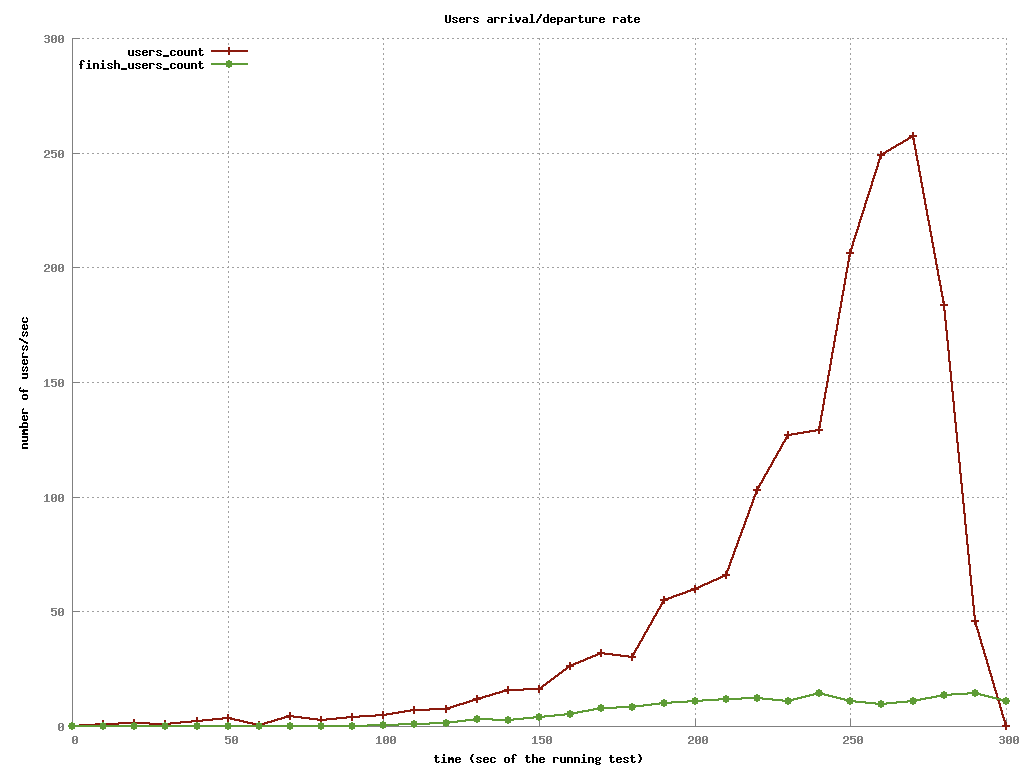 Users arrival/departure rate
users_count
finish_users_count
300
250
200
150
100
50
0
number of users/sec
0 50 100 150 200 250 300
time (sec of the running test)